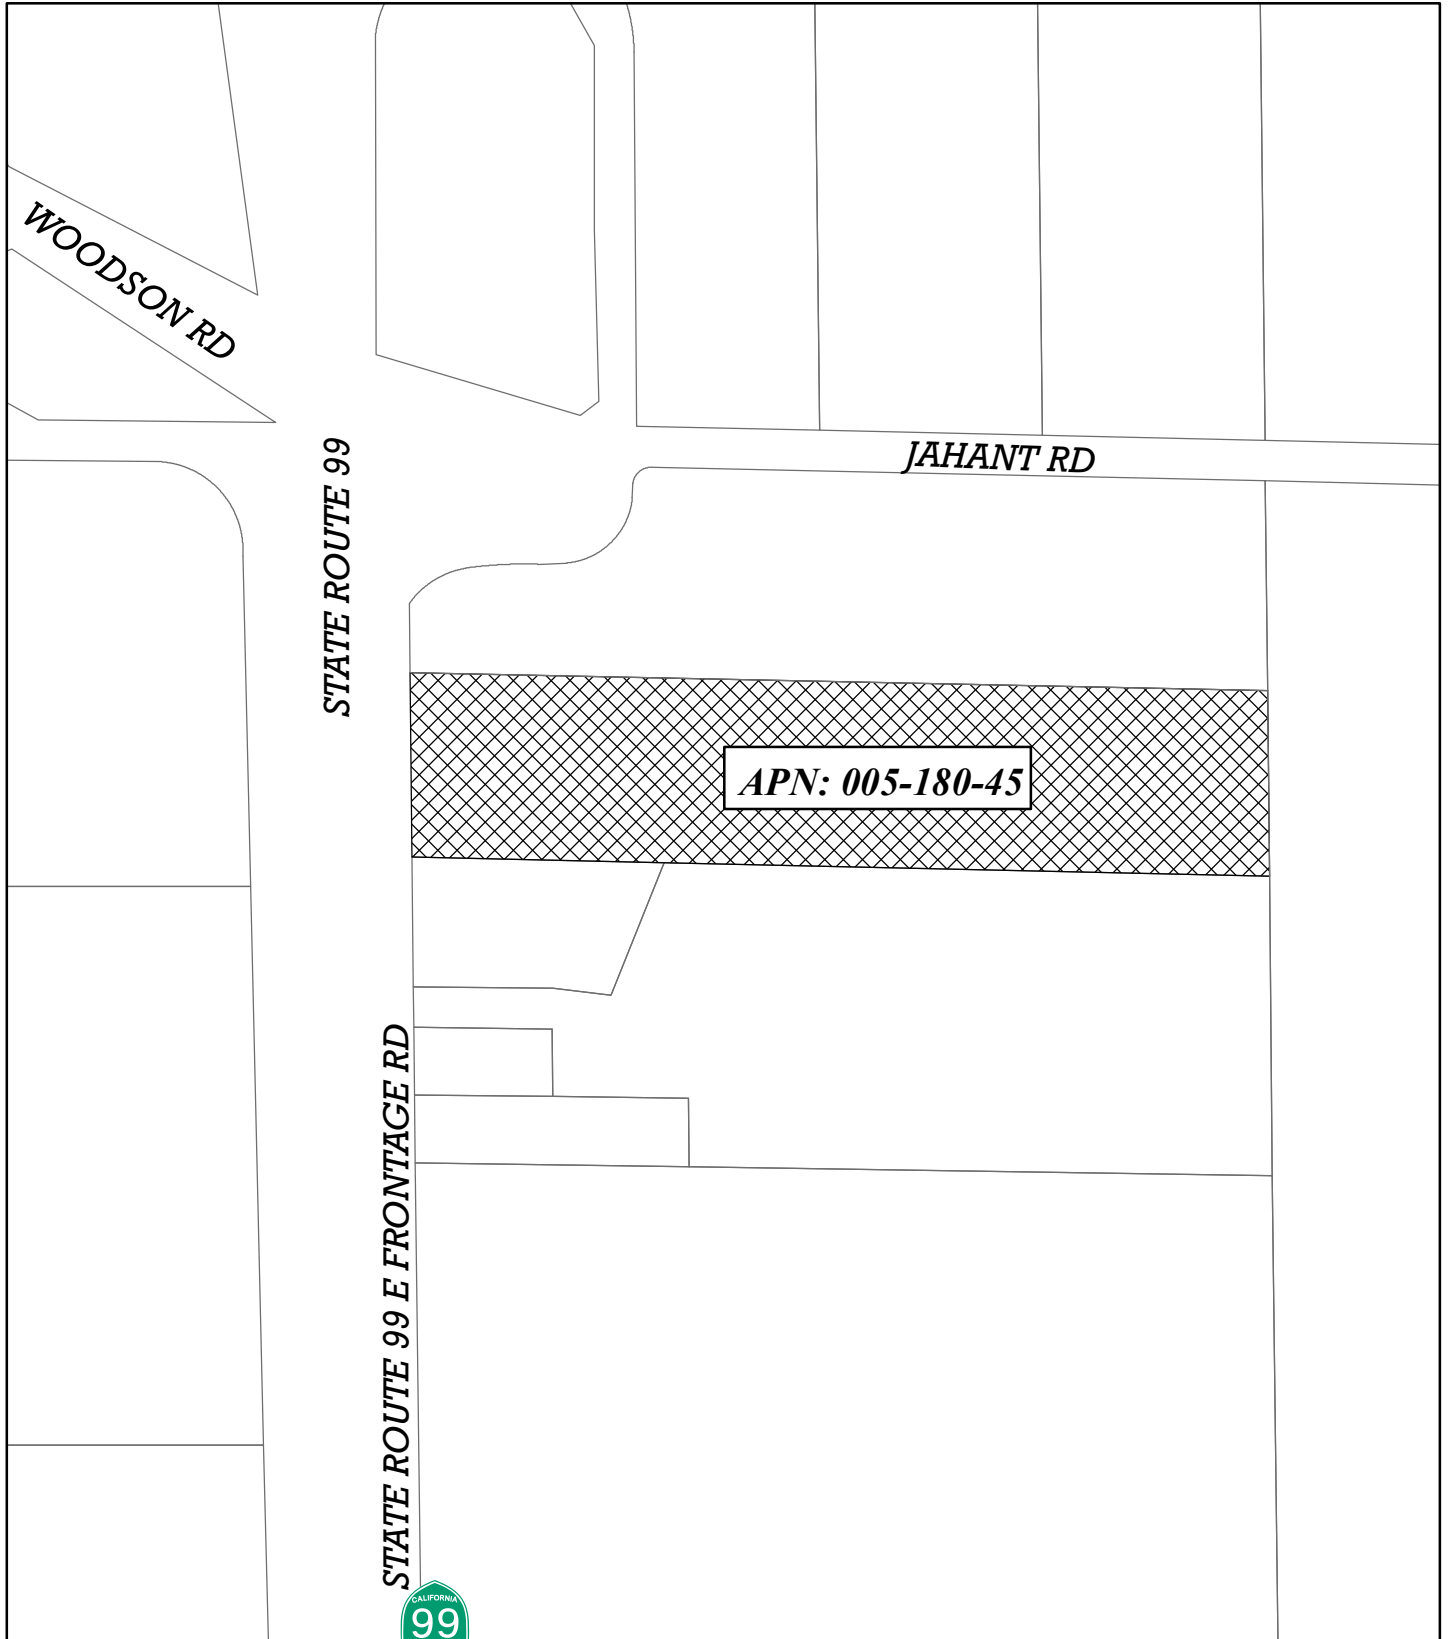 WOODSON RD
STATE ROUTE 99
JAHANT RD
APN: 005-180-45
STATE ROUTE 99 E FRONTAGE RD
CALIFORNIA
99